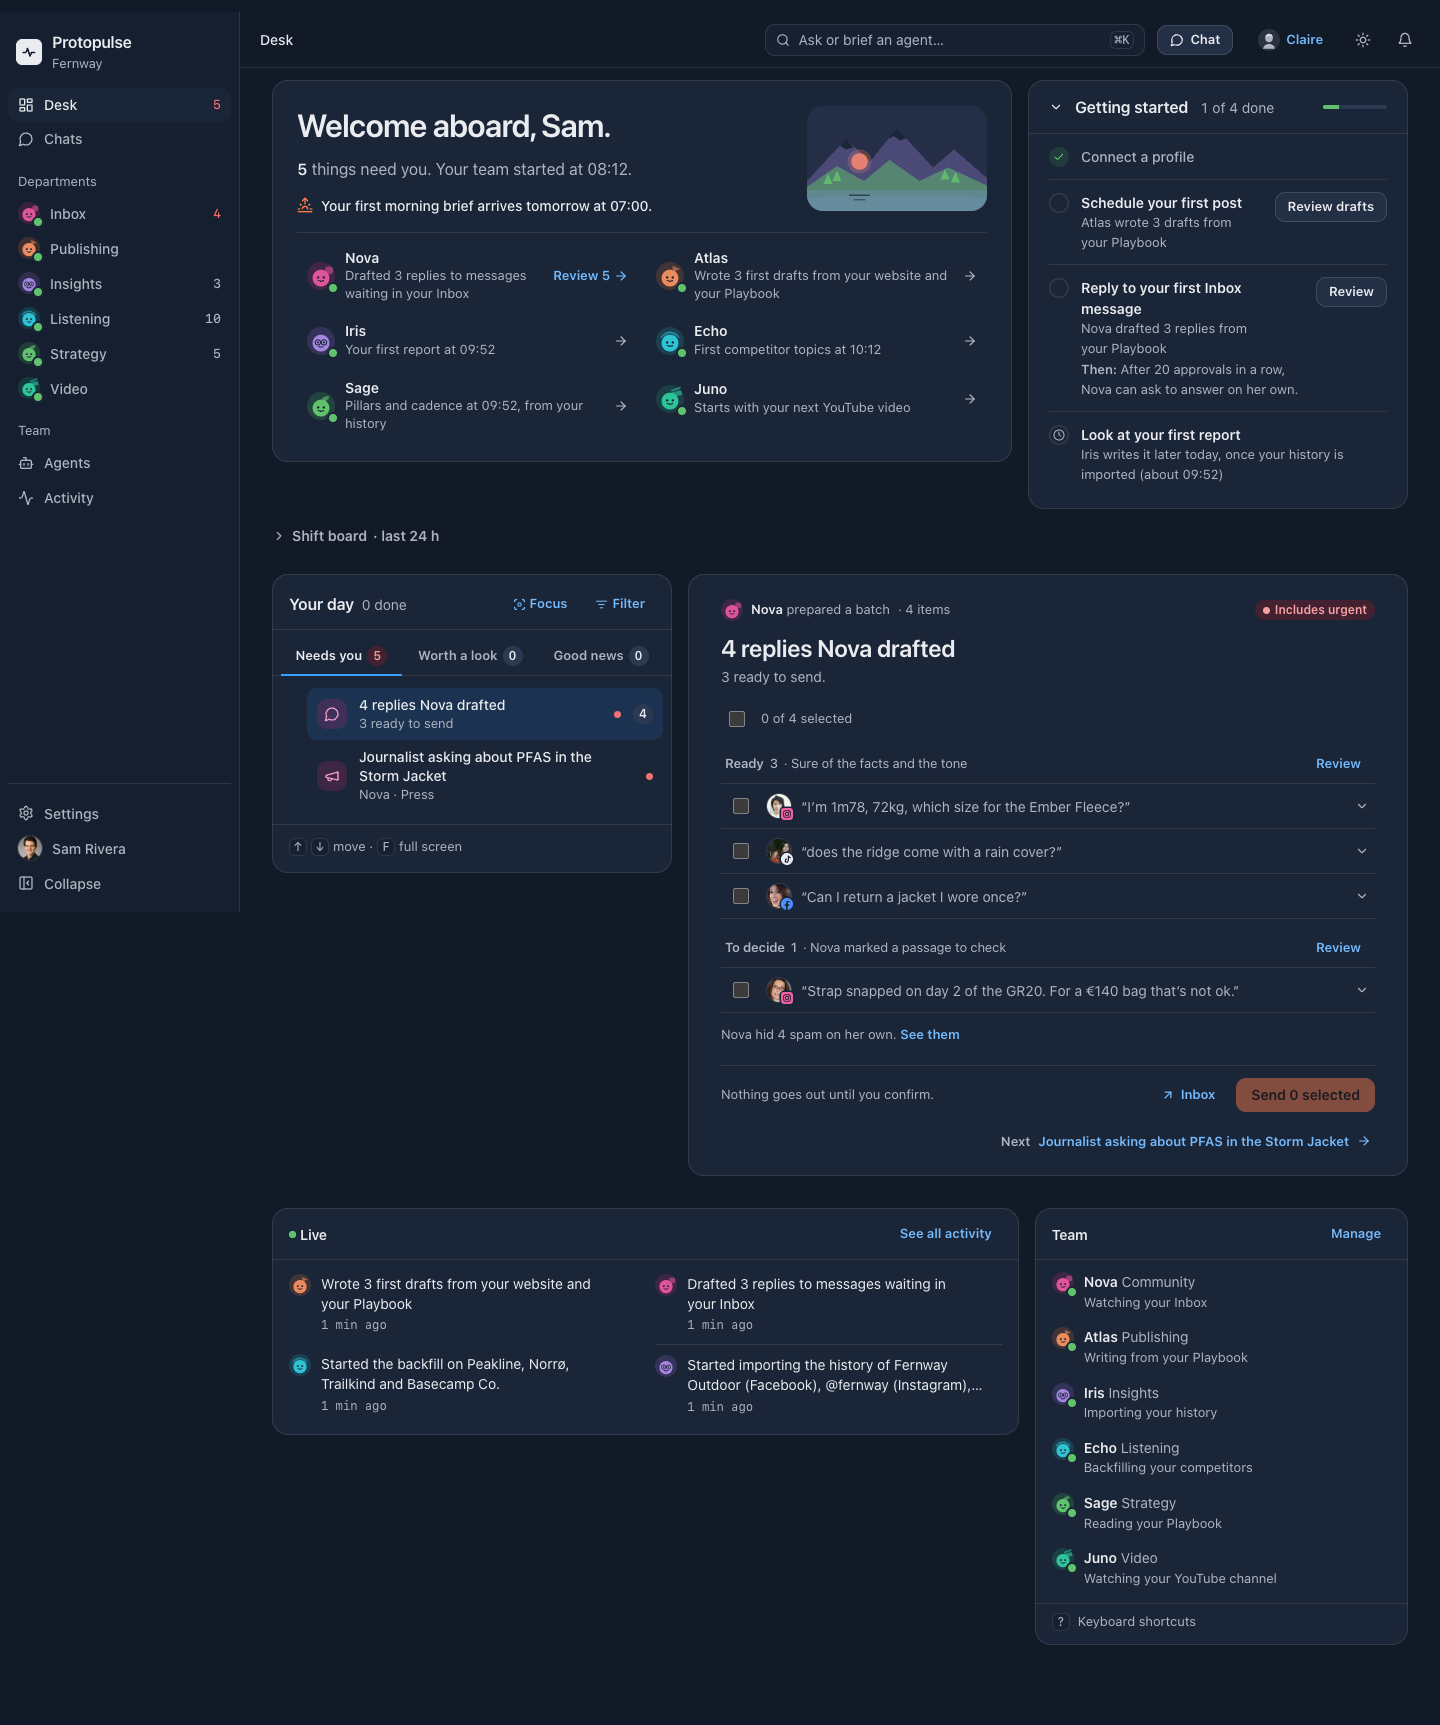 Protopulse
Fernway
Desk 5
Chats
Departments
Inbox 4
Publishing
Insights 3
Listening 10
Strategy 5
Video
Team
Agents
Activity
Settings
Sam Rivera
Collapse
Desk
Ask or brief an agent…
⌘K
Chat
Claire
Welcome aboard, Sam.
5 things need you. Your team started at 08:12.
Your first morning brief arrives tomorrow at 07:00.
Nova
Drafted 3 replies to messages
waiting in your Inbox
Review 5 →
Atlas
Wrote 3 first drafts from your website and
your Playbook
→
Iris
Your first report at 09:52
→
Echo
First competitor topics at 10:12
→
Sage
Pillars and cadence at 09:52, from your
history
→
Juno
Starts with your next YouTube video
→
Getting started 1 of 4 done
Connect a profile
Schedule your first post
Atlas wrote 3 drafts from
your Playbook
Review drafts
Reply to your first Inbox
message
Nova drafted 3 replies from
your Playbook
Then: After 20 approvals in a row,
Nova can ask to answer on her own.
Review
Look at your first report
Iris writes it later today, once your history is
imported (about 09:52)
Shift board · last 24 h
Your day 0 done
Focus
Filter
Needs you 5
Worth a look 0
Good news 0
4 replies Nova drafted
3 ready to send
4
Journalist asking about PFAS in the
Storm Jacket
Nova · Press
↑ ↓ move · F full screen
Nova prepared a batch · 4 items
Includes urgent
4 replies Nova drafted
3 ready to send.
0 of 4 selected
Ready 3 · Sure of the facts and the tone
Review
“I’m 1m78, 72kg, which size for the Ember Fleece?”
“does the ridge come with a rain cover?”
“Can I return a jacket I wore once?”
To decide 1 · Nova marked a passage to check
Review
“Strap snapped on day 2 of the GR20. For a €140 bag that’s not ok.”
Nova hid 4 spam on her own. See them
Nothing goes out until you confirm.
Inbox
Send 0 selected
Next Journalist asking about PFAS in the Storm Jacket →
Live
See all activity
Wrote 3 first drafts from your website and
your Playbook
1 min ago
Drafted 3 replies to messages waiting in
your Inbox
1 min ago
Started the backfill on Peakline, Norrø,
Trailkind and Basecamp Co.
1 min ago
Started importing the history of Fernway
Outdoor (Facebook), @fernway (Instagram),…
1 min ago
Team
Manage
Nova Community
Watching your Inbox
Atlas Publishing
Writing from your Playbook
Iris Insights
Importing your history
Echo Listening
Backfilling your competitors
Sage Strategy
Reading your Playbook
Juno Video
Watching your YouTube channel
? Keyboard shortcuts